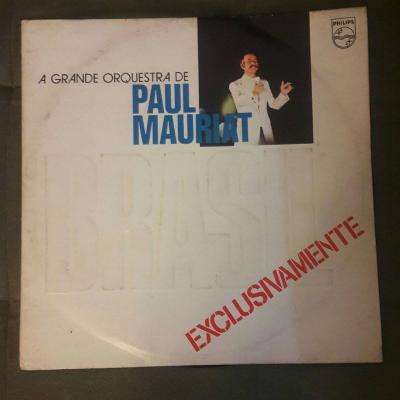 PHILIPS
A GRANDE ORQUESTRA DE
PAUL
MAURIAT
BRASIL
EXCLUSIVAMENTE